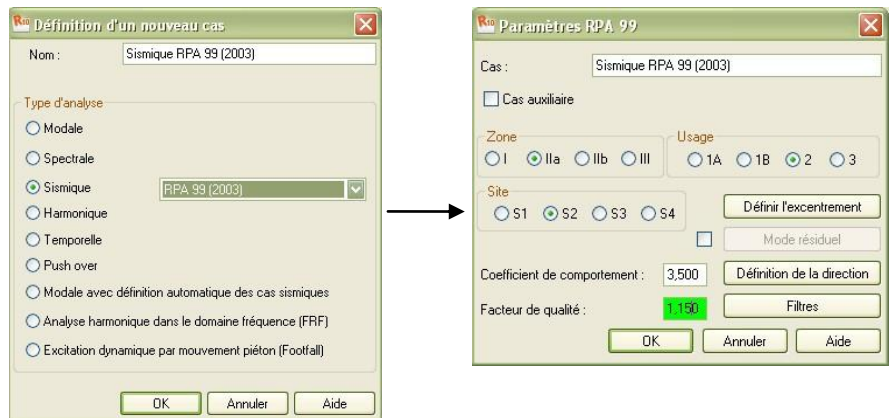 Définition d'un nouveau cas
Nom :
Sismique RPA 99 (2003)
Type d'analyse
Modale
Spectrale
Sismique
RPA 99 (2003)
Harmonique
Temporelle
Push over
Modale avec définition automatique des cas sismiques
Analyse harmonique dans le domaine fréquence (FRF)
Excitation dynamique par mouvement piéton (Footfall)
OK Annuler Aide
Paramètres RPA 99
Cas :
Sismique RPA 99 (2003)
Cas auxiliaire
Zone
I IIa IIb III
Usage
1A 1B 2 3
Site
S1 S2 S3 S4
Définir l'excentrement
Mode résiduel
Coefficient de comportement : 3,500
Définition de la direction
Facteur de qualité : 1,150
Filtres
OK Annuler Aide